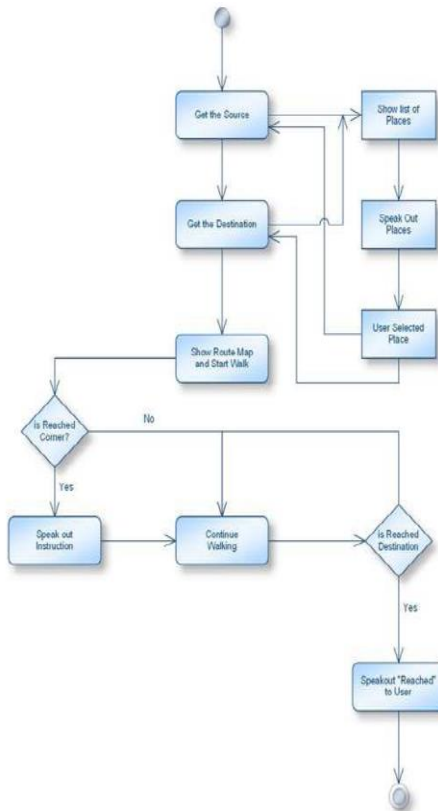 Get the Source
Show list of
Places
Get the Destination
Speak Out
Places
User Selected
Place
Show Route Map
and Start Walk
is Reached
Corner?
No
Yes
Speak out
Instruction
Continue
Walking
is Reached
Destination
Yes
Speakout "Reached"
to User